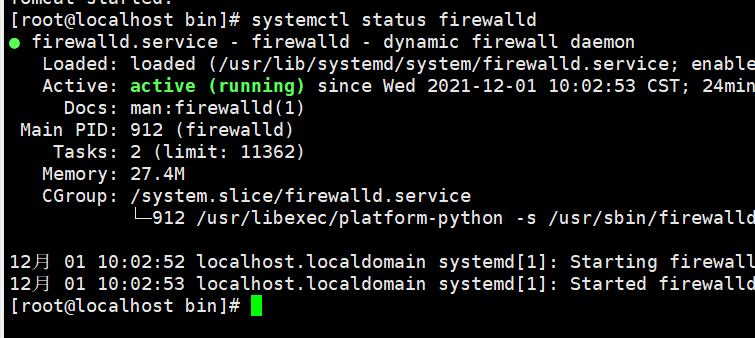 Tomcat started.
[root@localhost bin]# systemctl status firewalld
● firewalld.service - firewalld - dynamic firewall daemon
Loaded: loaded (/usr/lib/systemd/system/firewalld.service; enable
Active: active (running) since Wed 2021-12-01 10:02:53 CST; 24min
Docs: man:firewalld(1)
Main PID: 912 (firewalld)
Tasks: 2 (limit: 11362)
Memory: 27.4M
CGroup: /system.slice/firewalld.service
└─912 /usr/libexec/platform-python -s /usr/sbin/firewalld
12月 01 10:02:52 localhost.localdomain systemd[1]: Starting firewall
12月 01 10:02:53 localhost.localdomain systemd[1]: Started firewalld
[root@localhost bin]#